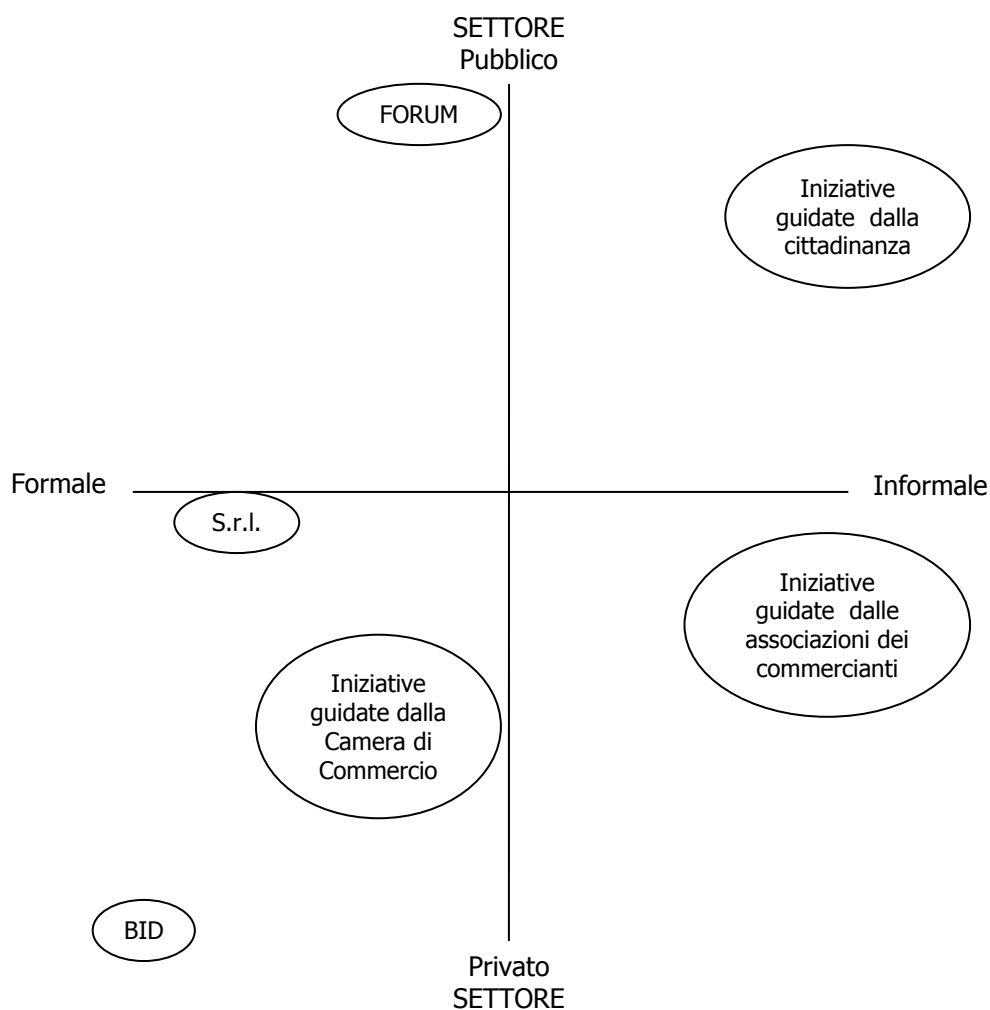 SETTORE
Pubblico
FORUM
Iniziative
guidate dalla
cittadinanza
Formale
Informale
S.r.l.
Iniziative
guidate dalle
associazioni dei
commercianti
Iniziative
guidate dalla
Camera di
Commercio
BID
Privato
SETTORE